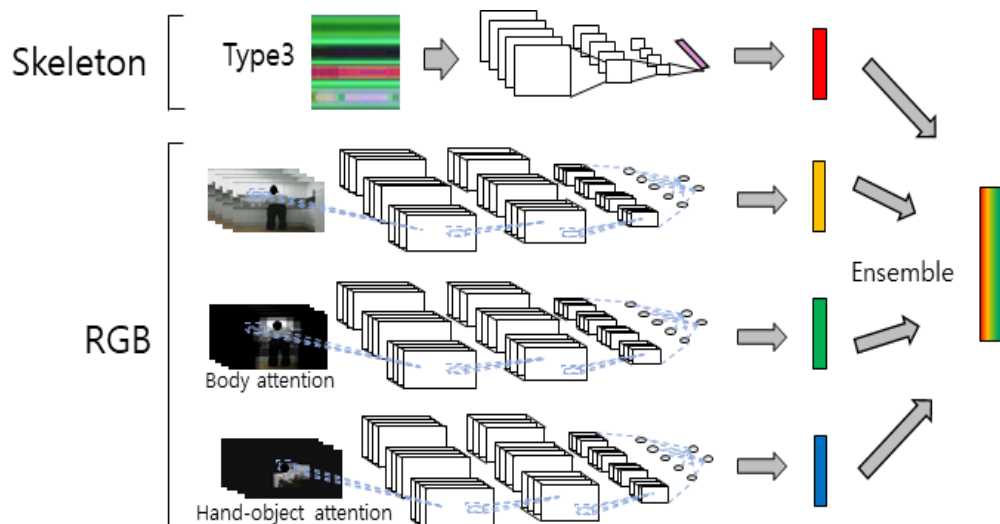 Skeleton
Type3
RGB
Body attention
Hand-object attention
Ensemble